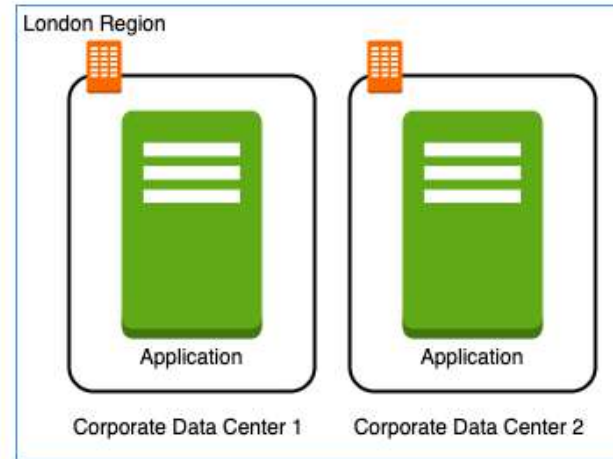 London Region
Application
Application
Corporate Data Center 1
Corporate Data Center 2